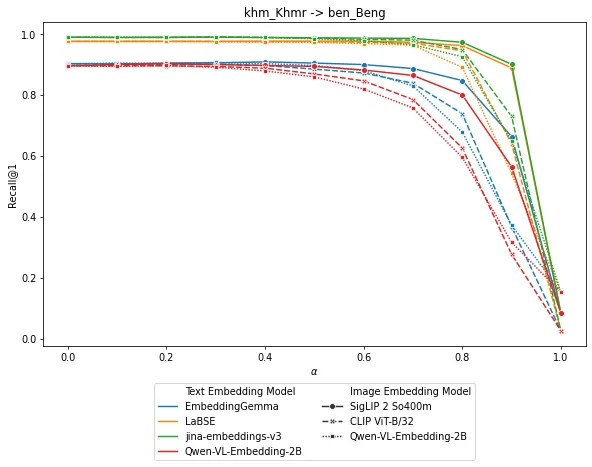 khm_Khmr -> ben_Beng
1.0
0.8
0.6
0.4
0.2
0.0
Recall@1
0.0 0.2 0.4 0.6 0.8 1.0
α
Text Embedding Model
EmbeddingGemma
LaBSE
jina-embeddings-v3
Qwen-VL-Embedding-2B
Image Embedding Model
SigLIP 2 So400m
CLIP ViT-B/32
Qwen-VL-Embedding-2B